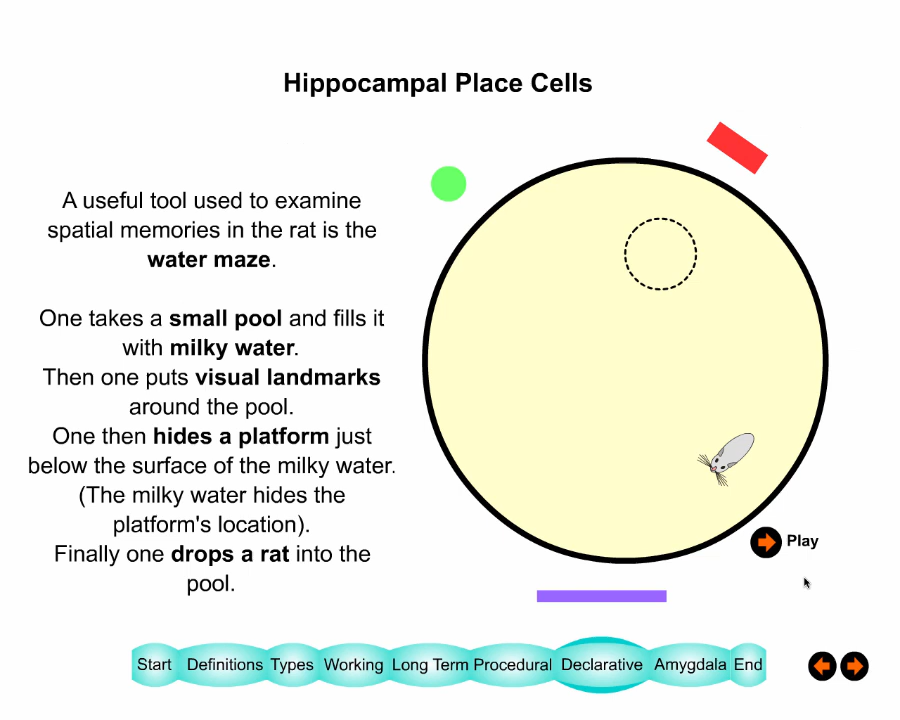 Hippocampal Place Cells
A useful tool used to examine
spatial memories in the rat is the
water maze.
One takes a small pool and fills it
with milky water.
Then one puts visual landmarks
around the pool.
One then hides a platform just
below the surface of the milky water.
(The milky water hides the
platform's location).
Finally one drops a rat into the
pool.
Play
Start Definitions Types Working Long Term Procedural Declarative Amygdala End